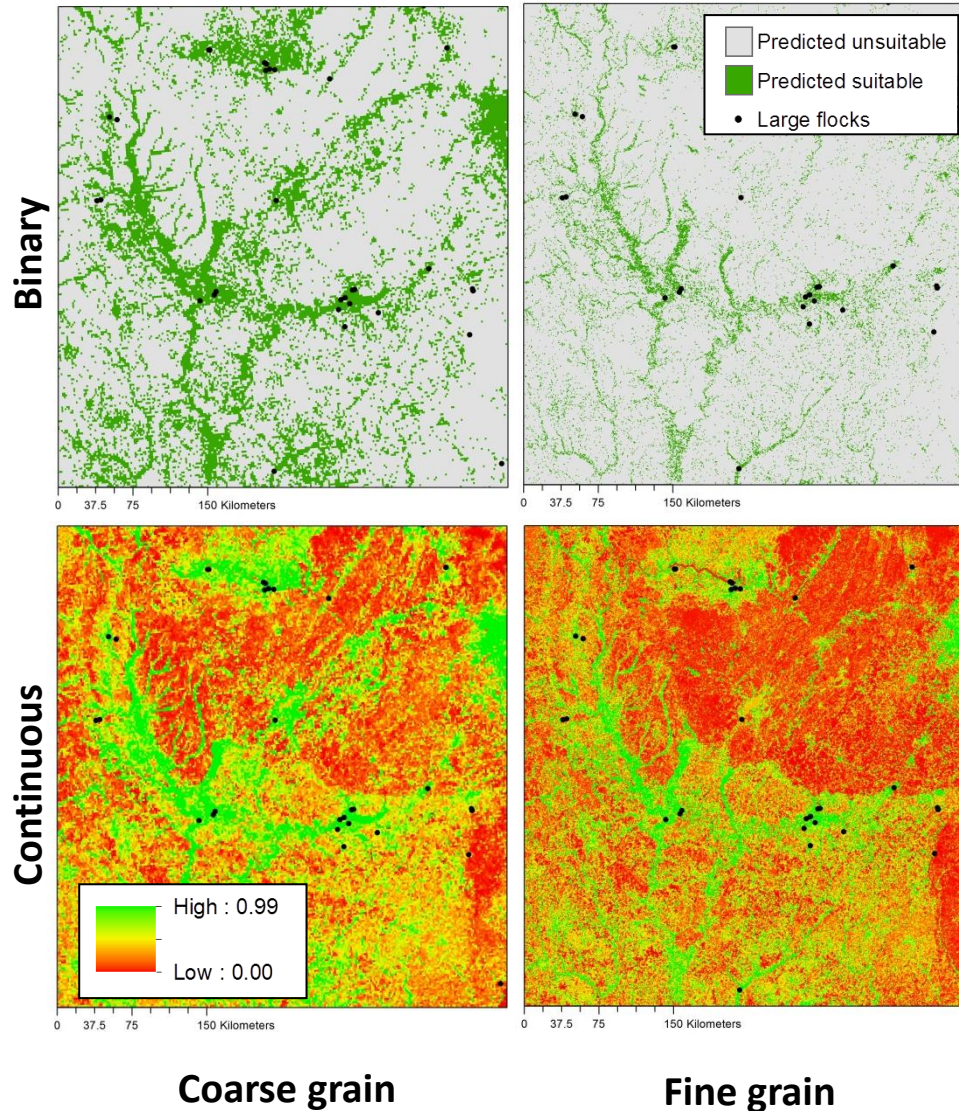 Predicted unsuitable
Predicted suitable
Large flocks
Binary
0 37.5 75 150 Kilometers
0 37.5 75 150 Kilometers
Continuous
High : 0.99
Low : 0.00
0 37.5 75 150 Kilometers
0 37.5 75 150 Kilometers
Coarse grain
Fine grain